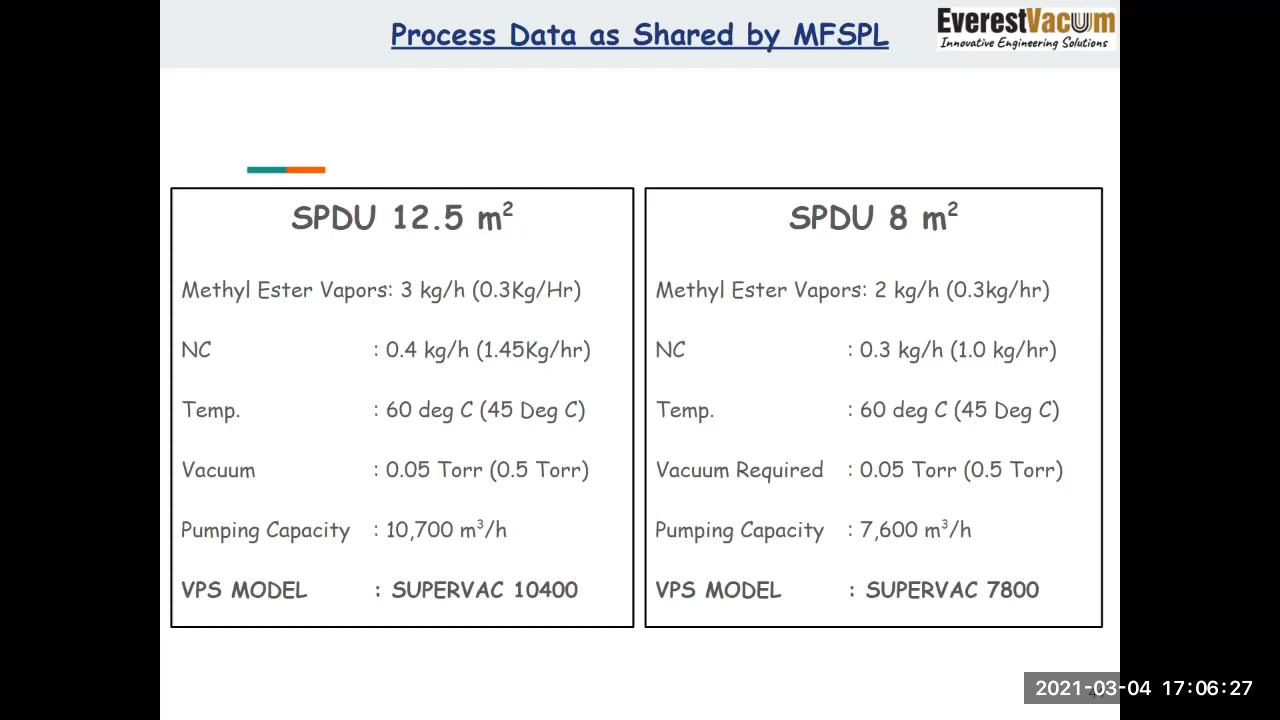 Process Data as Shared by MFSPL
EverestVacuum
Innovative Engineering Solutions
SPDU 12.5 m²
Methyl Ester Vapors: 3 kg/h (0.3Kg/Hr)
NC : 0.4 kg/h (1.45Kg/hr)
Temp. : 60 deg C (45 Deg C)
Vacuum : 0.05 Torr (0.5 Torr)
Pumping Capacity : 10,700 m³/h
VPS MODEL : SUPERVAC 10400
SPDU 8 m²
Methyl Ester Vapors: 2 kg/h (0.3kg/hr)
NC : 0.3 kg/h (1.0 kg/hr)
Temp. : 60 deg C (45 Deg C)
Vacuum Required : 0.05 Torr (0.5 Torr)
Pumping Capacity : 7,600 m³/h
VPS MODEL : SUPERVAC 7800
2021-03-04 17:06:27